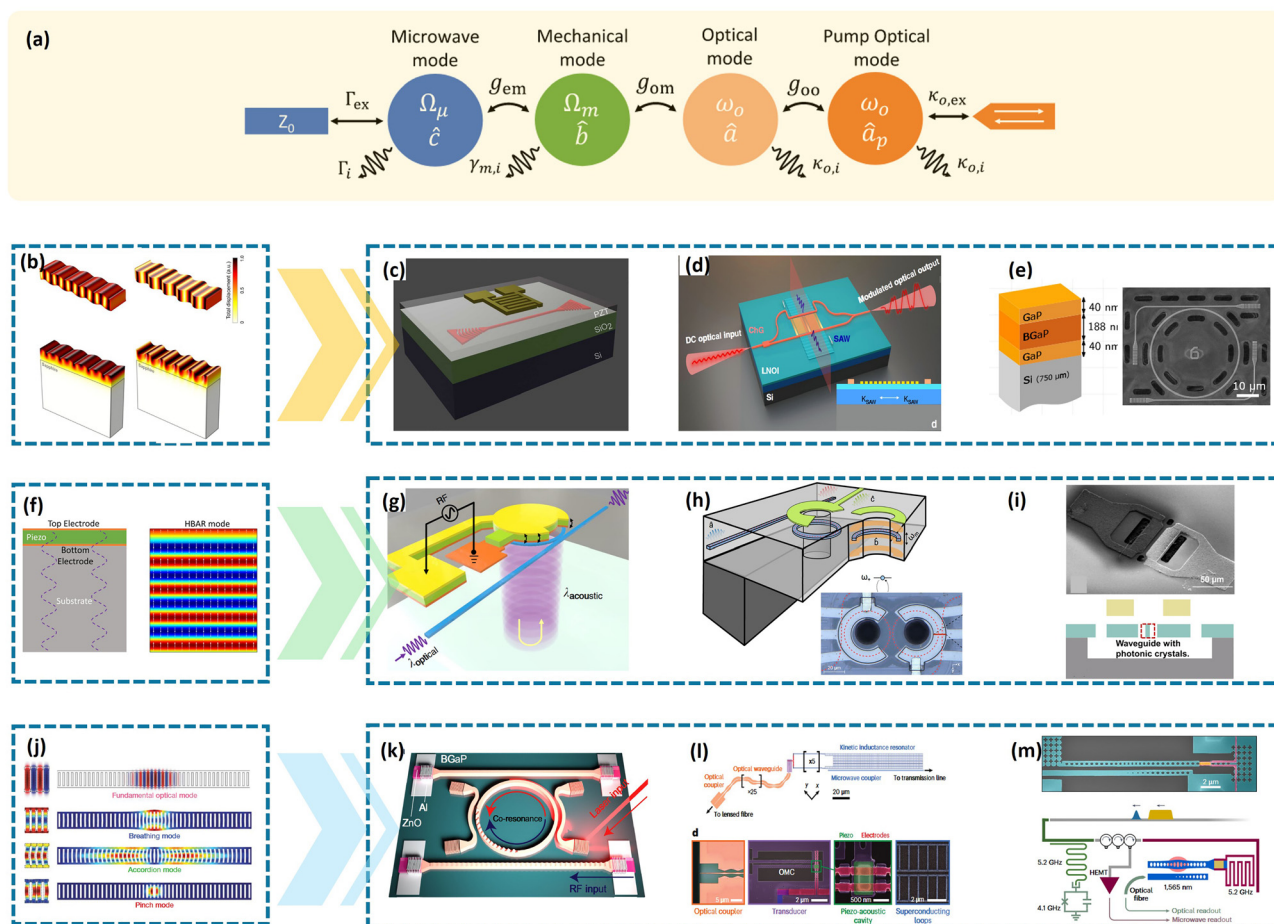 (a)
Microwave
mode
Mechanical
mode
Optical
mode
Pump Optical
mode
Z₀
Γex
Ωμ
ĉ
gem
Ωm
b̂
gom
ωo
â
goo
ωo
âp
κo,ex
Γi
γm,i
κo,i
κo,i
(b)
Total displacement (a.u.)
1.0
0.5
0
Sapphire
Sapphire
(c)
PZT
SiO₂
Si
(d)
Modulated optical output
DC optical input
ChG
SAW
LNOI
Si
KSAW
KSAW
d
(e)
GaP
BGaP
GaP
Si (750 μm)
40 nm
188 n
40 nm
10 μm
(f)
Top Electrode
Piezo
Bottom
Electrode
Substrate
HBAR mode
(g)
RF
λacoustic
λoptical
(h)
â
ĉ
b̂
ωm
20 μm
(i)
50 μm
Waveguide with
photonic crystals.
(j)
Fundamental optical mode
Breathing mode
Accordion mode
Pinch mode
(k)
BGaP
Al
ZnO
Co-resonance
Laser input
RF input
(l)
Kinetic inductance resonator
Optical waveguide
Optical
coupler
×25
x5
Microwave coupler
To transmission line
y x
20 μm
To lensed fibre
d
Piezo Electrodes
OMC
5 μm
2 μm
500 nm
2 μm
Optical coupler
Transducer
Piezo-acoustic
cavity
Superconducting
loops
(m)
2 μm
5.2 GHz
HEMT
4.1 GHz
Optical
fibre
1,565 nm
5.2 GHz
Optical readout
Microwave readout